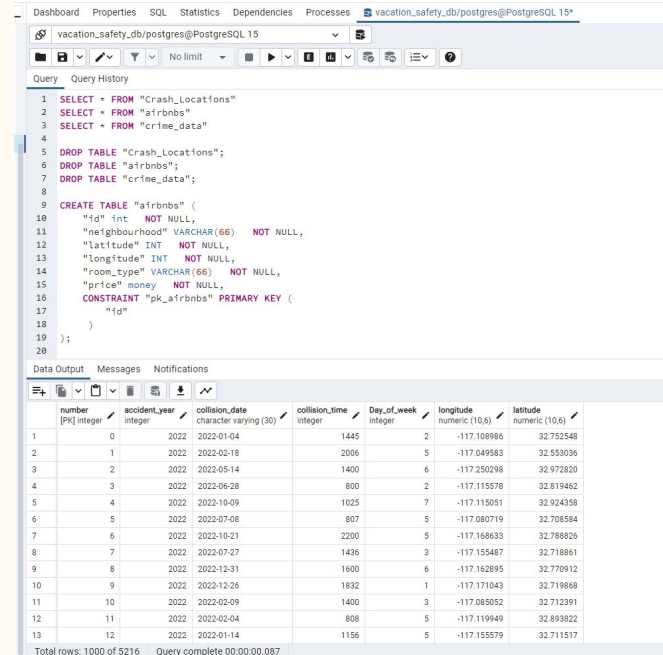 Dashboard Properties SQL Statistics Dependencies Processes vacation_safety_db/postgres@PostgreSQL 15*
vacation_safety_db/postgres@PostgreSQL 15
No limit
Query Query History
1 SELECT * FROM "Crash_Locations"
2 SELECT * FROM "airbnbs"
3 SELECT * FROM "crime_data"
4
5 DROP TABLE "Crash_Locations";
6 DROP TABLE "airbnbs";
7 DROP TABLE "crime_data";
8
9 CREATE TABLE "airbnbs" (
10 "id" int NOT NULL,
11 "neighbourhood" VARCHAR(66) NOT NULL,
12 "latitude" INT NOT NULL,
13 "longitude" INT NOT NULL,
14 "room_type" VARCHAR(66) NOT NULL,
15 "price" money NOT NULL,
16 CONSTRAINT "pk_airbnbs" PRIMARY KEY (
17 "id"
18 )
19 );
20
Data Output Messages Notifications
number accident_year collision_date collision_time Day_of_week longitude latitude
[PK] integer integer character varying (30) integer integer numeric (10,6) numeric (10,6)
1 0 2022 2022-01-04 1445 2 -117.108986 32.752548
2 1 2022 2022-02-18 2006 5 -117.049583 32.553036
3 2 2022 2022-05-14 1400 6 -117.250298 32.972820
4 3 2022 2022-06-28 800 2 -117.115578 32.819462
5 4 2022 2022-10-09 1025 7 -117.115051 32.924358
6 5 2022 2022-07-08 807 5 -117.080719 32.708584
7 6 2022 2022-10-21 2200 5 -117.168633 32.788826
8 7 2022 2022-07-27 1436 3 -117.155487 32.718861
9 8 2022 2022-12-31 1600 6 -117.162895 32.770912
10 9 2022 2022-12-26 1832 1 -117.171043 32.719868
11 10 2022 2022-02-09 1400 3 -117.085052 32.712391
12 11 2022 2022-02-04 808 5 -117.119949 32.893822
13 12 2022 2022-01-14 1156 5 -117.155579 32.711517
Total rows: 1000 of 5216 Query complete 00:00:00.087